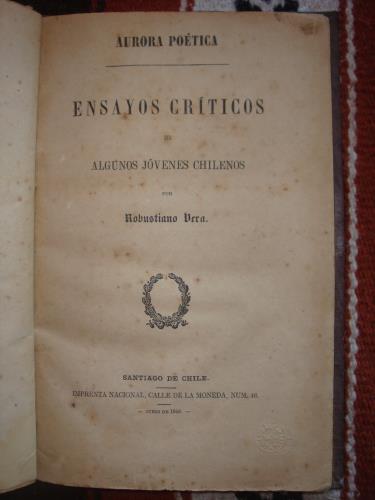 AURORA POÉTICA
ENSAYOS CRÍTICOS
ALGUNOS JÓVENES CHILENOS
POR
Robustiano Vera.
SANTIAGO DE CHILE.
IMPRENTA NACIONAL, CALLE DE LA MONEDA, NUM. 46.